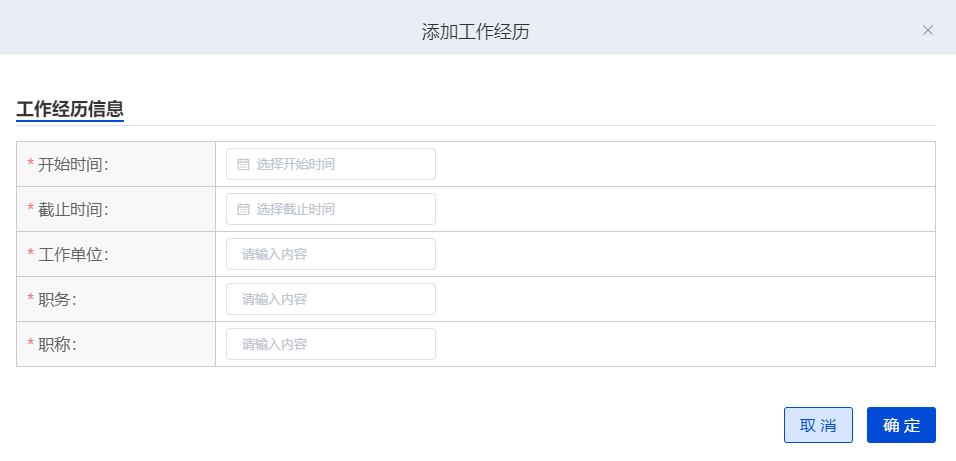 添加工作经历
工作经历信息
* 开始时间： 选择开始时间
* 截止时间： 选择截止时间
* 工作单位： 请输入内容
* 职务： 请输入内容
* 职称： 请输入内容
取 消 确 定